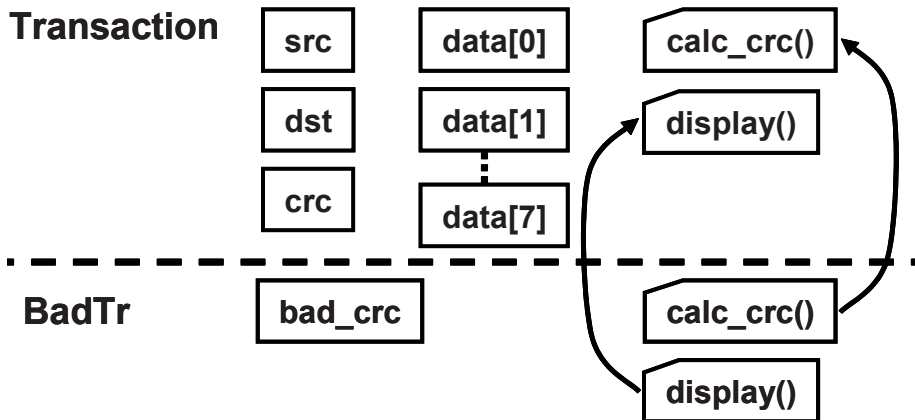 Transaction
src
data[0]
calc_crc()
dst
data[1]
display()
crc
data[7]
BadTr
bad_crc
calc_crc()
display()